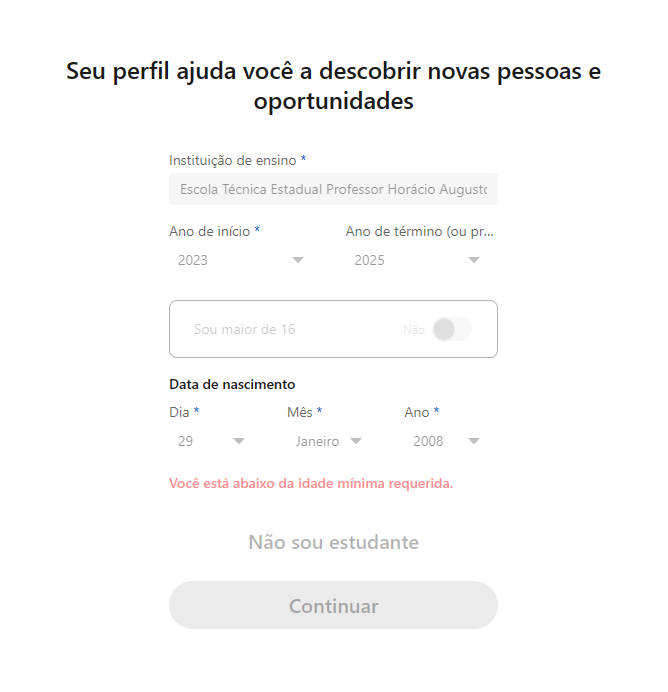 Seu perfil ajuda você a descobrir novas pessoas e
oportunidades
Instituição de ensino *
Escola Técnica Estadual Professor Horácio Augusto
Ano de início *
Ano de término (ou pr...
2023
2025
Sou maior de 16
Não
Data de nascimento
Dia *
Mês *
Ano *
29
Janeiro
2008
Você está abaixo da idade mínima requerida.
Não sou estudante
Continuar